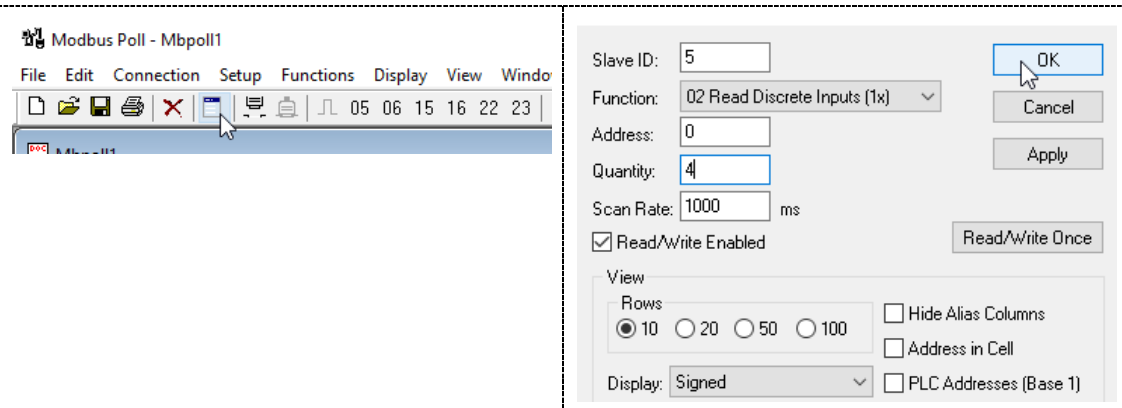 Modbus Poll - Mbpoll1
File Edit Connection Setup Functions Display View Windo
05 06 15 16 22 23
Mbpoll1
Slave ID: 5
OK
Function: 02 Read Discrete Inputs (1x)
Cancel
Address: 0
Apply
Quantity: 4
Scan Rate: 1000 ms
Read/Write Enabled
Read/Write Once
View
Rows
10 20 50 100
Hide Alias Columns
Address in Cell
Display: Signed
PLC Addresses (Base 1)